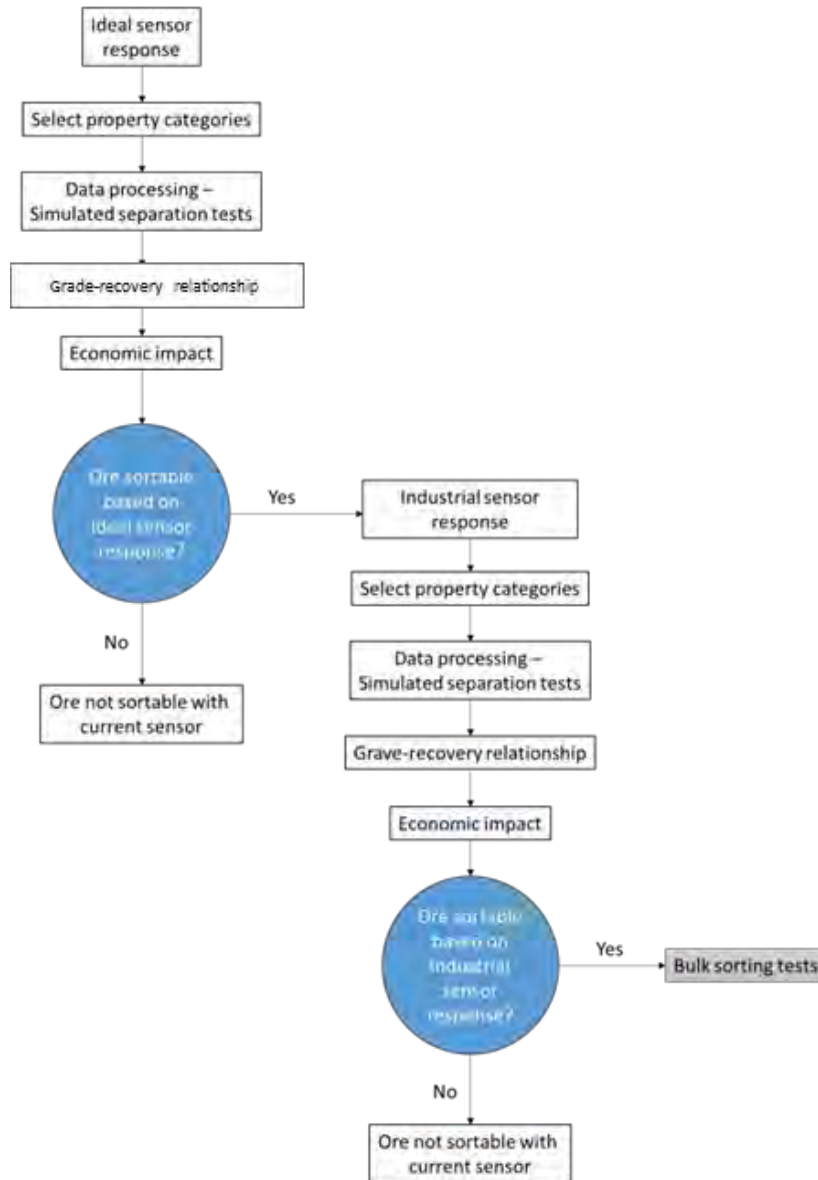 Ideal sensor
response
Select property categories
Data processing –
Simulated separation tests
Grade-recovery relationship
Economic impact
Ore sortable
based on
ideal sensor
response?
Yes
No
Ore not sortable with
current sensor
Industrial sensor
response
Select property categories
Data processing –
Simulated separation tests
Grave-recovery relationship
Economic impact
Ore sortable
based on
industrial
sensor
response?
Yes
Bulk sorting tests
No
Ore not sortable with
current sensor